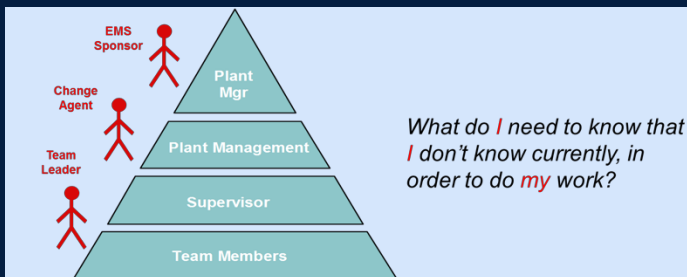 EMS
Sponsor
Plant
Mgr
Change
Agent
Plant Management
Team
Leader
Supervisor
Team Members
What do I need to know that
I don't know currently, in
order to do my work?